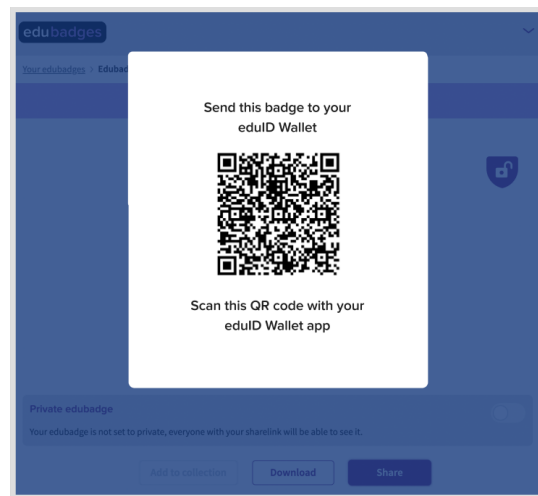 edubadges
Your edubadges > Edubad
Send this badge to your
eduID Wallet
Scan this QR code with your
eduID Wallet app
Private edubadge
Your edubadge is not set to private, everyone with your sharelink will be able to see it.
Add to collection Download Share